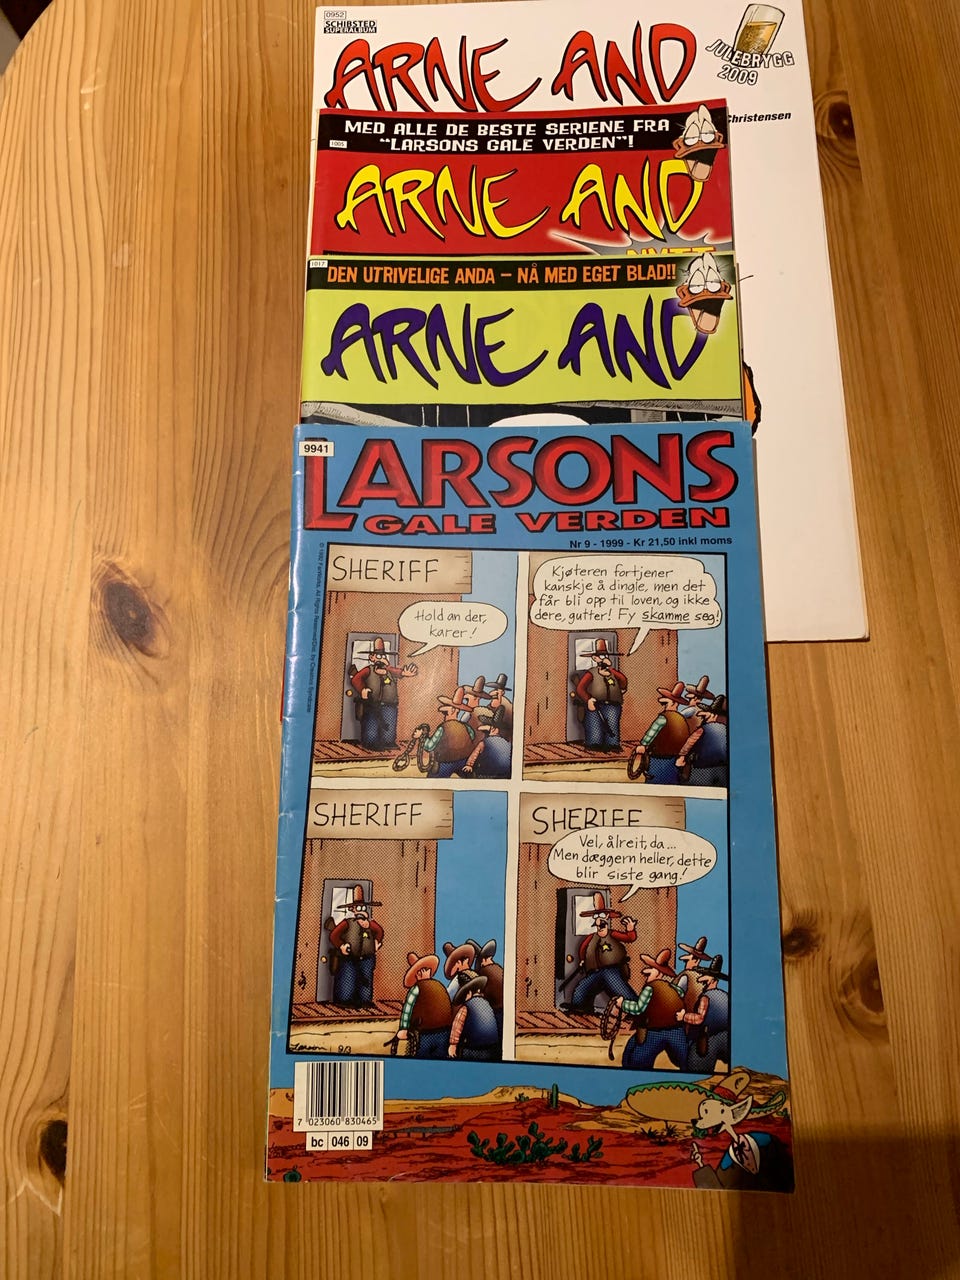 0952
SCHIBSTED
SUPERALBUM
ARNE AND
JULEBRYGG
2009
Christensen
MED ALLE DE BESTE SERIENE FRA
"LARSONS GALE VERDEN"!
1005
ARNE AND
NYTT
1017
DEN UTRIVELIGE ANDA – NÅ MED EGET BLAD!!
ARNE AND
9941
LARSONS
GALE VERDEN
Nr 9 - 1999 - Kr 21,50 inkl moms
SHERIFF
Hold an der,
karer!
Kjøteren fortjener
kanskje å dingle, men det
får bli opp til loven, og ikke
dere, gutter! Fy skamme seg!
SHERIFF
SHERIFF
Vel, ålreit, da...
Men dæggern heller, dette
blir siste gang!
Larson
7 023060 830465
bc 046 09